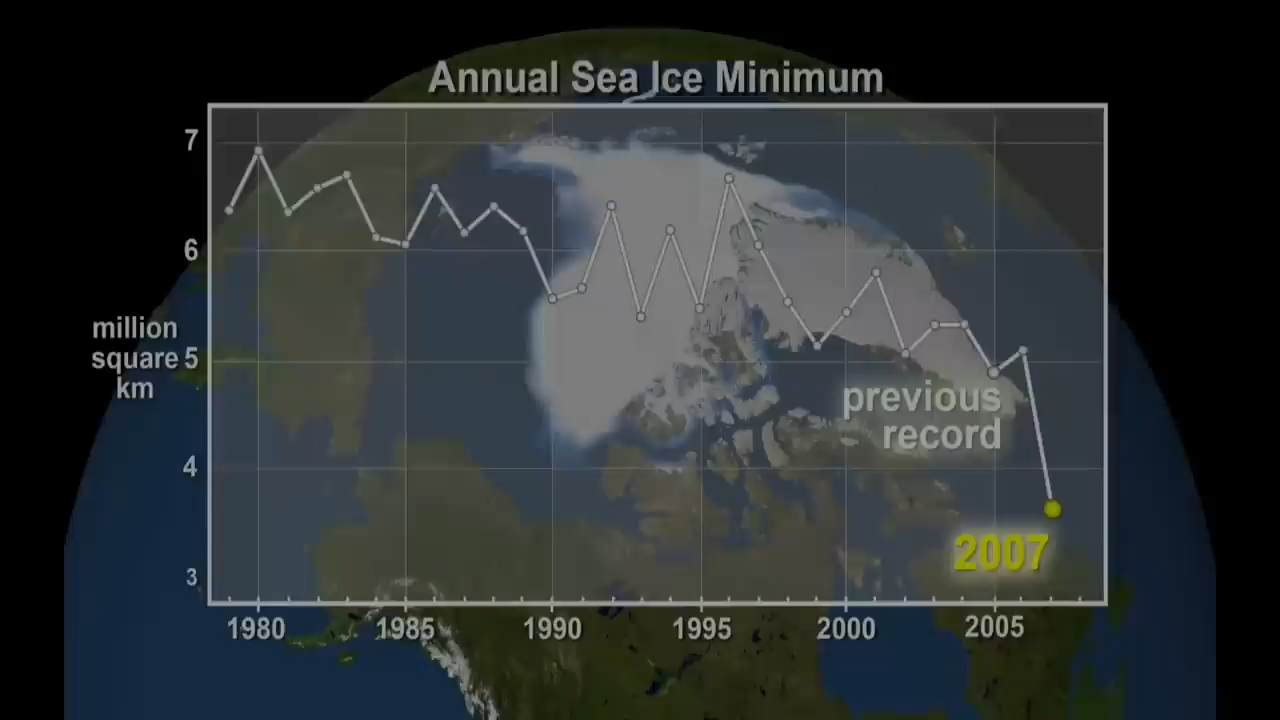 Annual Sea Ice Minimum
7
6
million
square 5
km
4
3
previous
record
2007
1980 1985 1990 1995 2000 2005